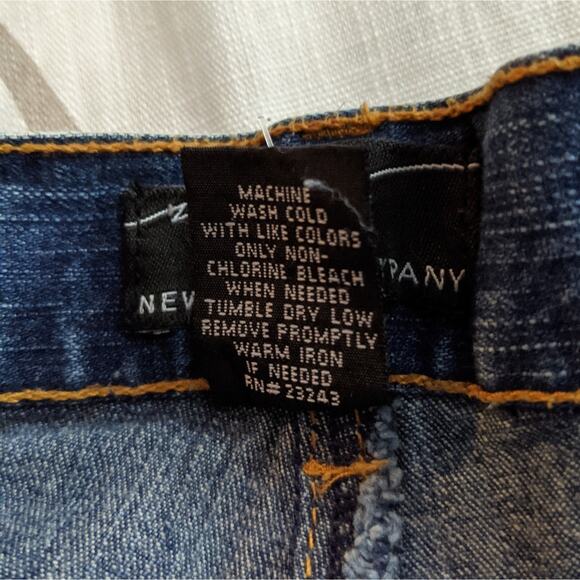 MACHINE
WASH COLD
WITH LIKE COLORS
ONLY NON-
CHLORINE BLEACH
WHEN NEEDED
TUMBLE DRY LOW
REMOVE PROMPTLY
WARM IRON
IF NEEDED
RN# 23243
NEW
PANY